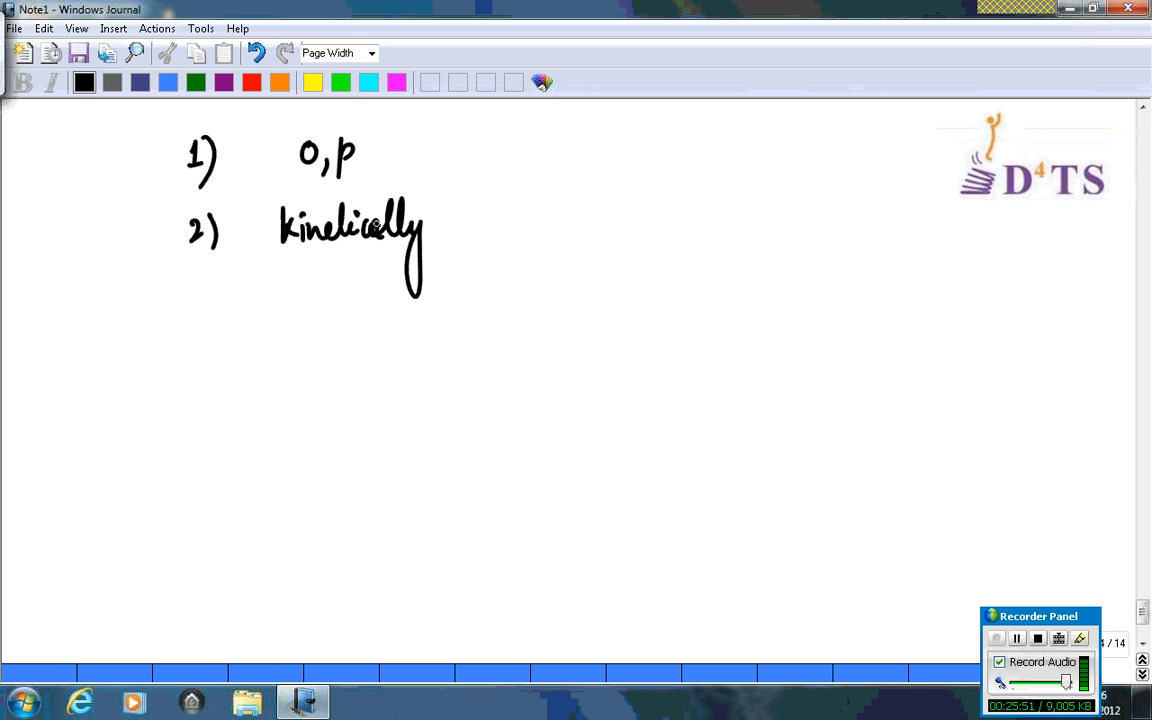 Note1 - Windows Journal
File Edit View Insert Actions Tools Help
Page Width
B I
1) o, p
D4TS
2) kinetically
Recorder Panel
4 / 14
Record Audio
00:25:51 / 9,005 KB
2012